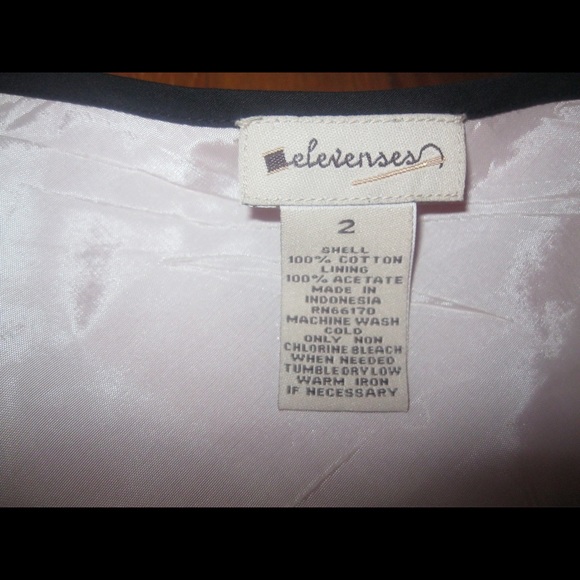 elevenses
2
SHELL
100% COTTON
LINING
100% ACETATE
MADE IN
INDONESIA
RN66170
MACHINE WASH
COLD
ONLY NON
CHLORINE BLEACH
WHEN NEEDED
TUMBLEDRY LOW
WARM IRON
IF NECESSARY